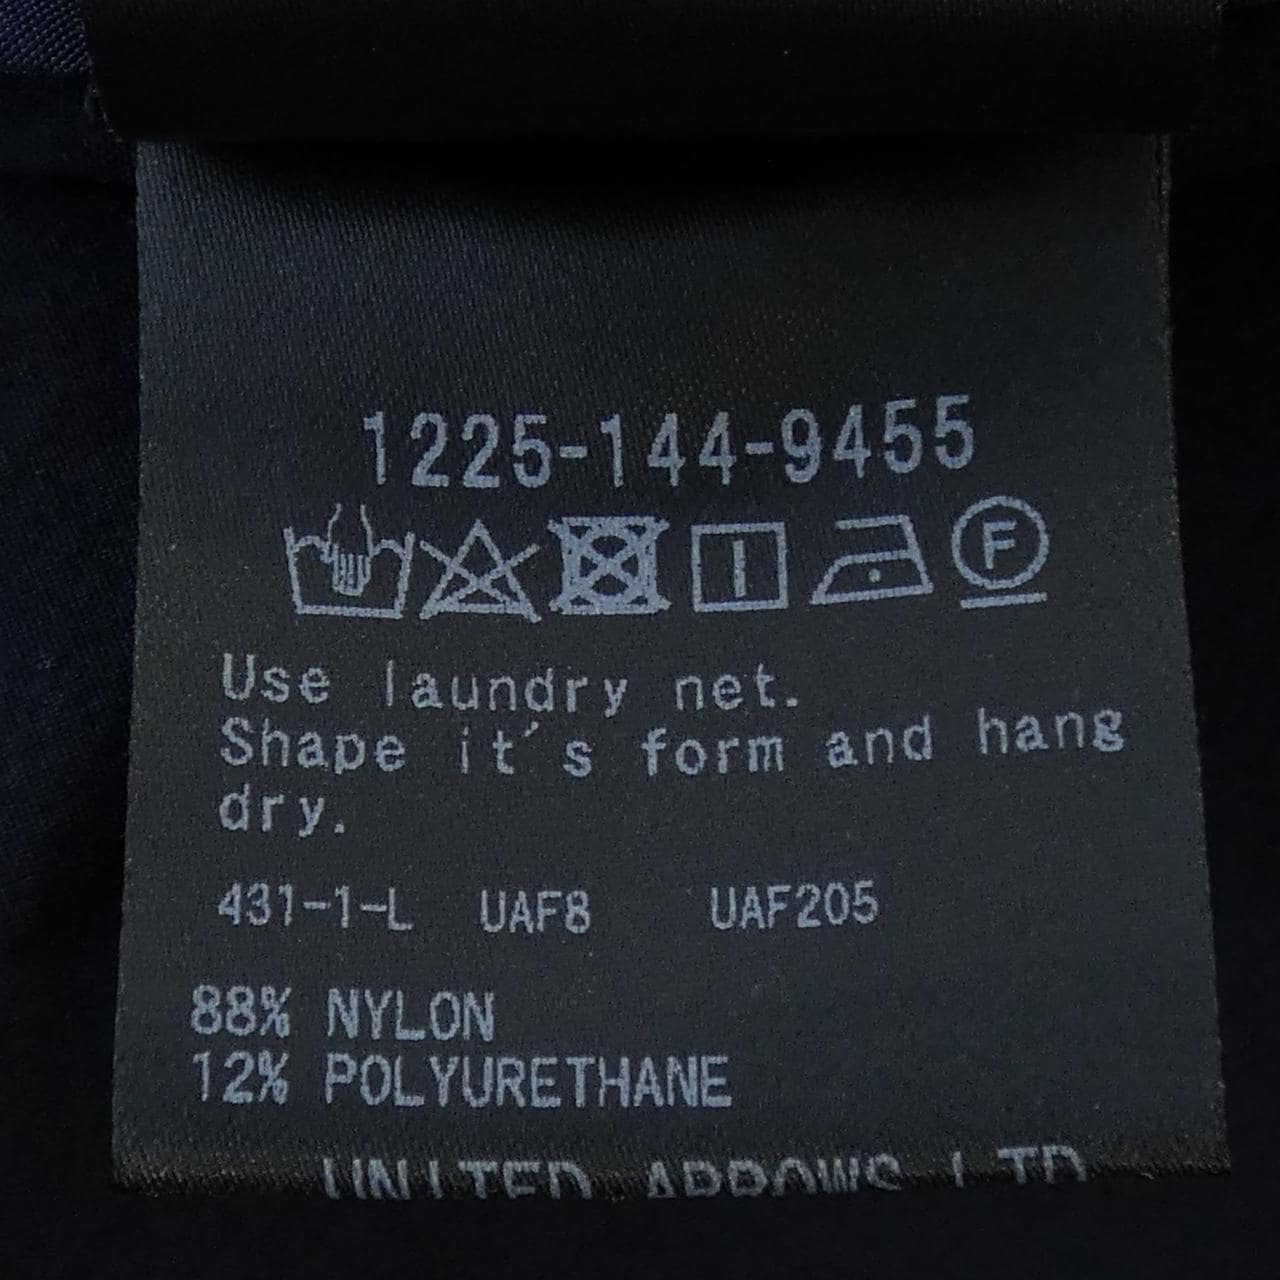 1225-144-9455
F
Use laundry net.
Shape it's form and hang
dry.
431-1-L UAF8 UAF205
88% NYLON
12% POLYURETHANE
UNITED ARROWS LTD